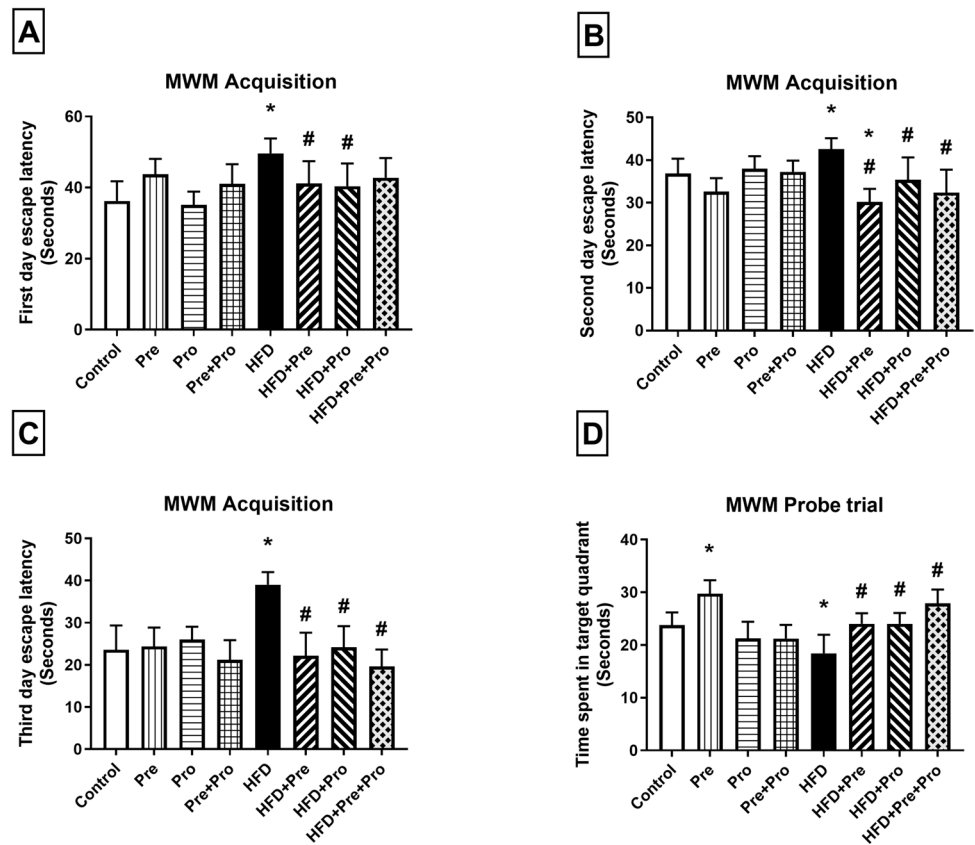 A
MWM Acquisition
First day escape latency
(Seconds)
60
40
20
0
*
#
#
Control
Pre
Pro
Pre+Pro
HFD
HFD+Pre
HFD+Pro
HFD+Pre+Pro
B
MWM Acquisition
Second day escape latency
(Seconds)
50
40
30
20
10
0
*
*
#
#
#
Control
Pre
Pro
Pre+Pro
HFD
HFD+Pre
HFD+Pro
HFD+Pre+Pro
C
MWM Acquisition
Third day escape latency
(Seconds)
50
40
30
20
10
0
*
#
#
#
Control
Pre
Pro
Pre+Pro
HFD
HFD+Pre
HFD+Pro
HFD+Pre+Pro
D
MWM Probe trial
Time spent in target quadrant
(Seconds)
40
30
20
10
0
*
*
#
#
#
Control
Pre
Pro
Pre+Pro
HFD
HFD+Pre
HFD+Pro
HFD+Pre+Pro